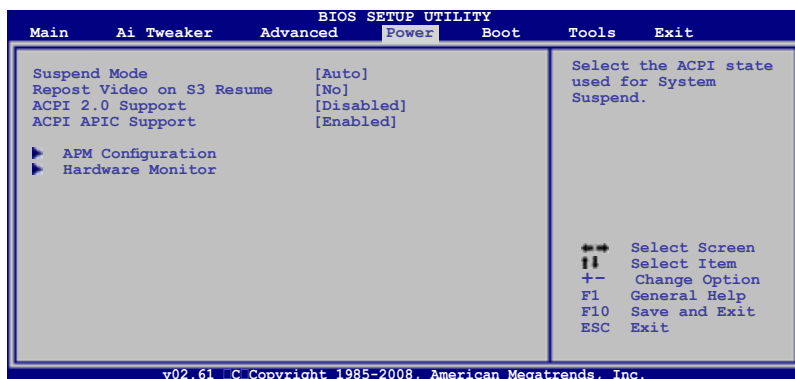 BIOS SETUP UTILITY
Main Ai Tweaker Advanced Power Boot Tools Exit
Suspend Mode [Auto]
Repost Video on S3 Resume [No]
ACPI 2.0 Support [Disabled]
ACPI APIC Support [Enabled]
APM Configuration
Hardware Monitor
Select the ACPI state
used for System
Suspend.
Select Screen
Select Item
+- Change Option
F1 General Help
F10 Save and Exit
ESC Exit
v02.61 C Copyright 1985-2008, American Megatrends, Inc.